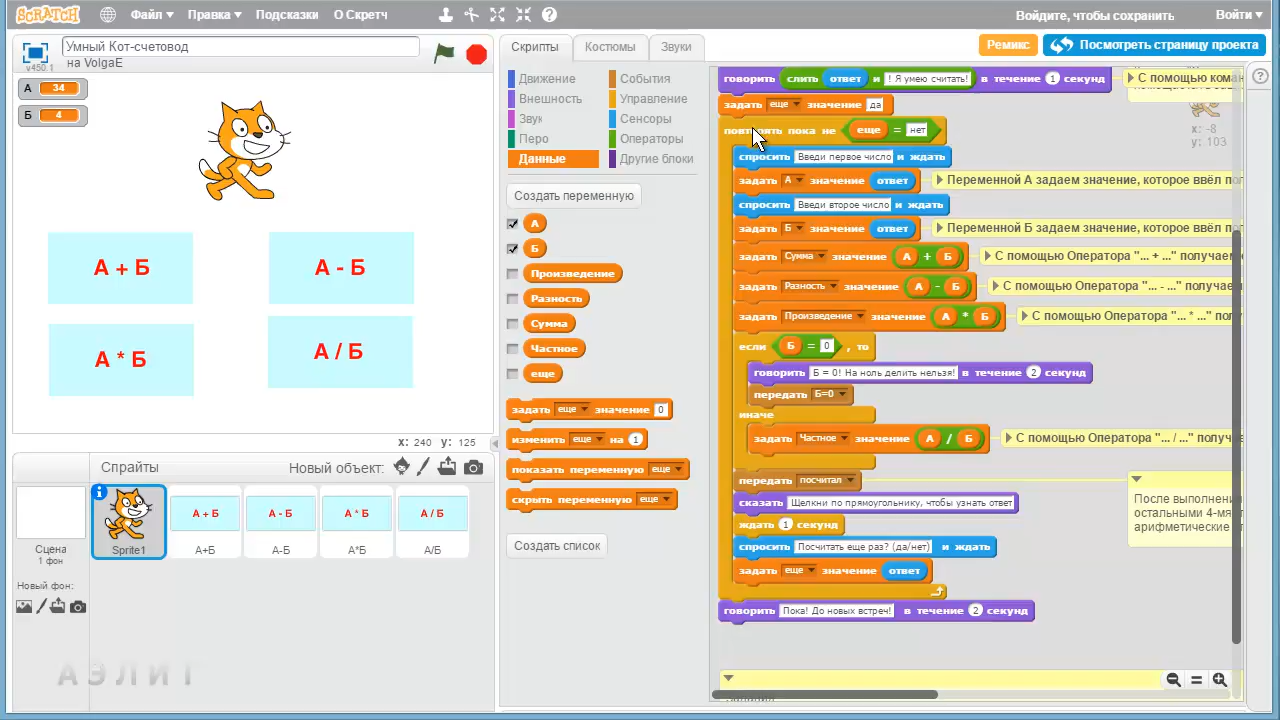 SCRATCH
Файл
Правка
Подсказки
О Скретч
Войдите, чтобы сохранить
Войти
v450.1
Умный Кот-счетовод
на VolgaE
Скрипты
Костюмы
Звуки
Ремикс
Посмотреть страницу проекта
А 34
Б 4
А + Б
А - Б
А * Б
А / Б
x: 240 y: 125
Спрайты
Новый объект:
Сцена
1 фон
Новый фон:
Sprite1
А + Б
А+Б
А - Б
А-Б
А * Б
А*Б
А / Б
А/Б
АЭЛИТ
Движение
События
Внешность
Управление
Звук
Сенсоры
Перо
Операторы
Данные
Другие блоки
Создать переменную
А
Б
Произведение
Разность
Сумма
Частное
еще
задать еще значение 0
изменить еще на 1
показать переменную еще
скрыть переменную еще
Создать список
говорить слить ответ и ! Я умею считать! в течение 1 секунд
С помощью кома
задать еще значение да
повторять пока не еще = нет
x: -8
y: 103
спросить Введи первое число и ждать
задать А значение ответ
Переменной А задаем значение, которое ввёл
спросить Введи второе число и ждать
задать Б значение ответ
Переменной Б задаем значение, которое ввёл
задать Сумма значение А + Б
С помощью Оператора "... + ..." получаем
задать Разность значение А - Б
С помощью Оператора "... - ..." получае
задать Произведение значение А * Б
С помощью Оператора "... * ..."
если Б = 0 , то
говорить Б = 0! На ноль делить нельзя! в течение 2 секунд
передать Б=0
иначе
задать Частное значение А / Б
С помощью Оператора "... / ..." получ
передать посчитал
сказать Щелкни по прямоугольнику, чтобы узнать ответ
ждать 1 секунд
спросить Посчитать еще раз? (да/нет) и ждать
задать еще значение ответ
После выполнени
остальными 4-мя
арифметические
говорить Пока! До новых встреч! в течение 2 секунд